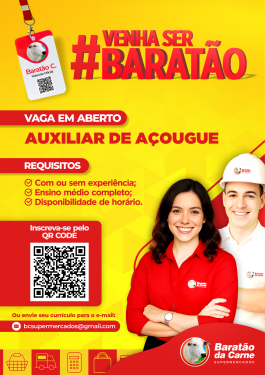 Baratão C.
#VENHA SER
BARATÃO
VAGA EM ABERTO
AUXILIAR DE AÇOUGUE
REQUISITOS
Com ou sem experiência;
Ensino médio completo;
Disponibilidade de horário.
Inscreva-se pelo
QR CODE
Ou envie seu currículo para o e-mail:
bcsupermercados@gmail.com
Baratão
da Carne
SUPERMERCADOS